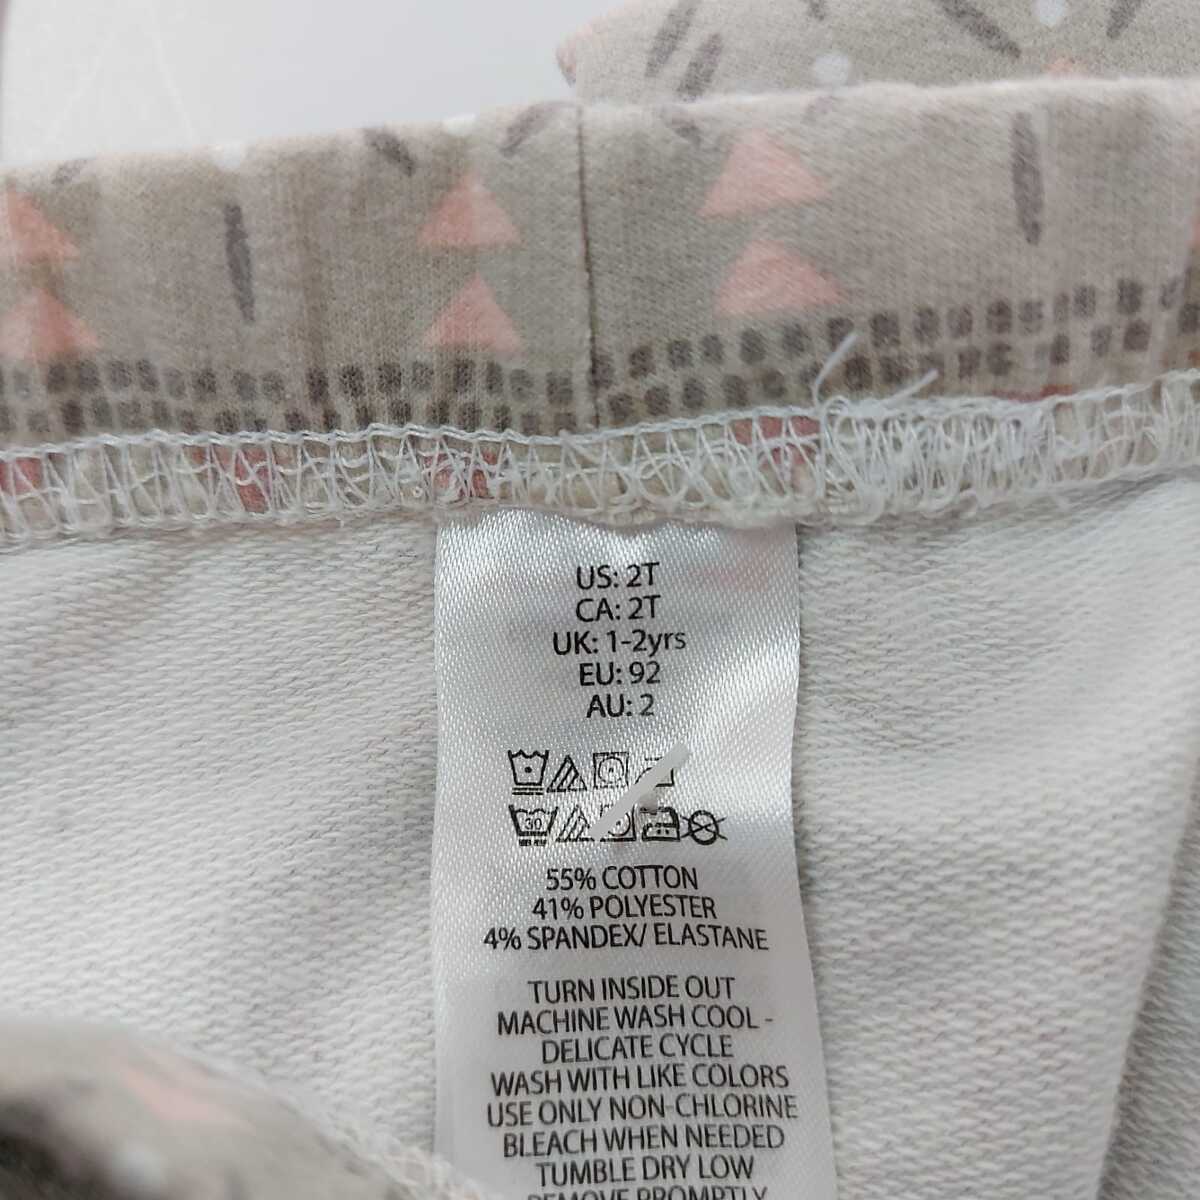 US: 2T
CA: 2T
UK: 1-2yrs
EU: 92
AU: 2
30
55% COTTON
41% POLYESTER
4% SPANDEX/ ELASTANE
TURN INSIDE OUT
MACHINE WASH COOL -
DELICATE CYCLE
WASH WITH LIKE COLORS
USE ONLY NON-CHLORINE
BLEACH WHEN NEEDED
TUMBLE DRY LOW
REMOVE PROMPTLY